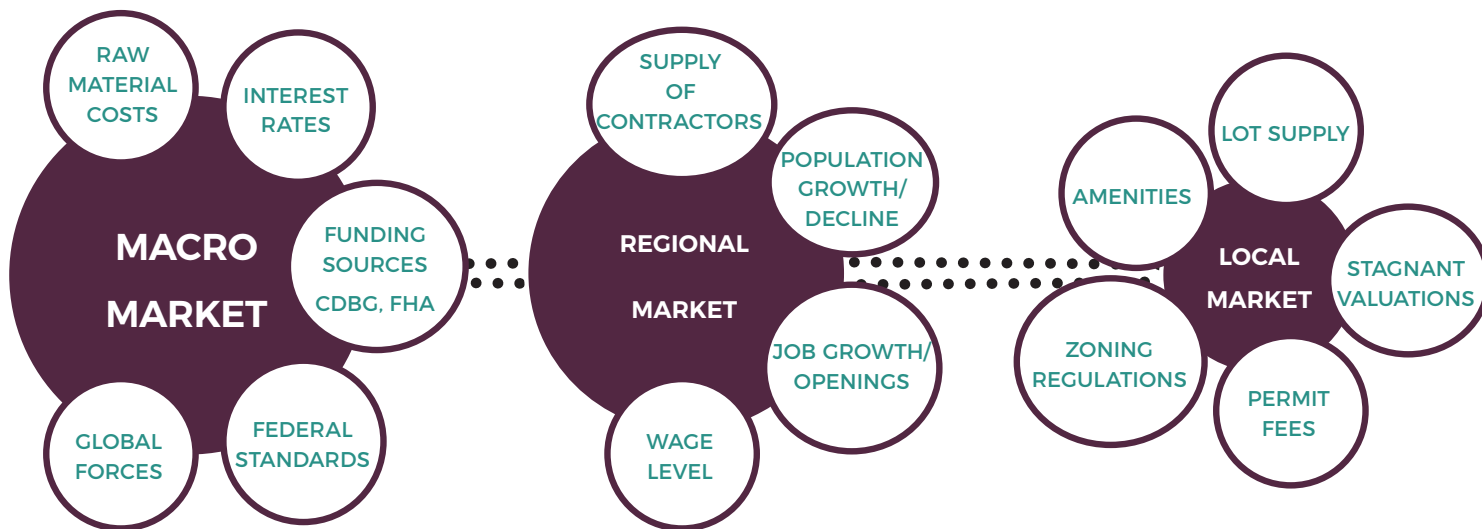 RAW
MATERIAL
COSTS
INTEREST
RATES
MACRO
MARKET
FUNDING
SOURCES
CDBG, FHA
GLOBAL
FORCES
FEDERAL
STANDARDS
SUPPLY
OF
CONTRACTORS
POPULATION
GROWTH/
DECLINE
REGIONAL
MARKET
JOB GROWTH/
OPENINGS
WAGE
LEVEL
LOT SUPPLY
AMENITIES
LOCAL
MARKET
STAGNANT
VALUATIONS
ZONING
REGULATIONS
PERMIT
FEES